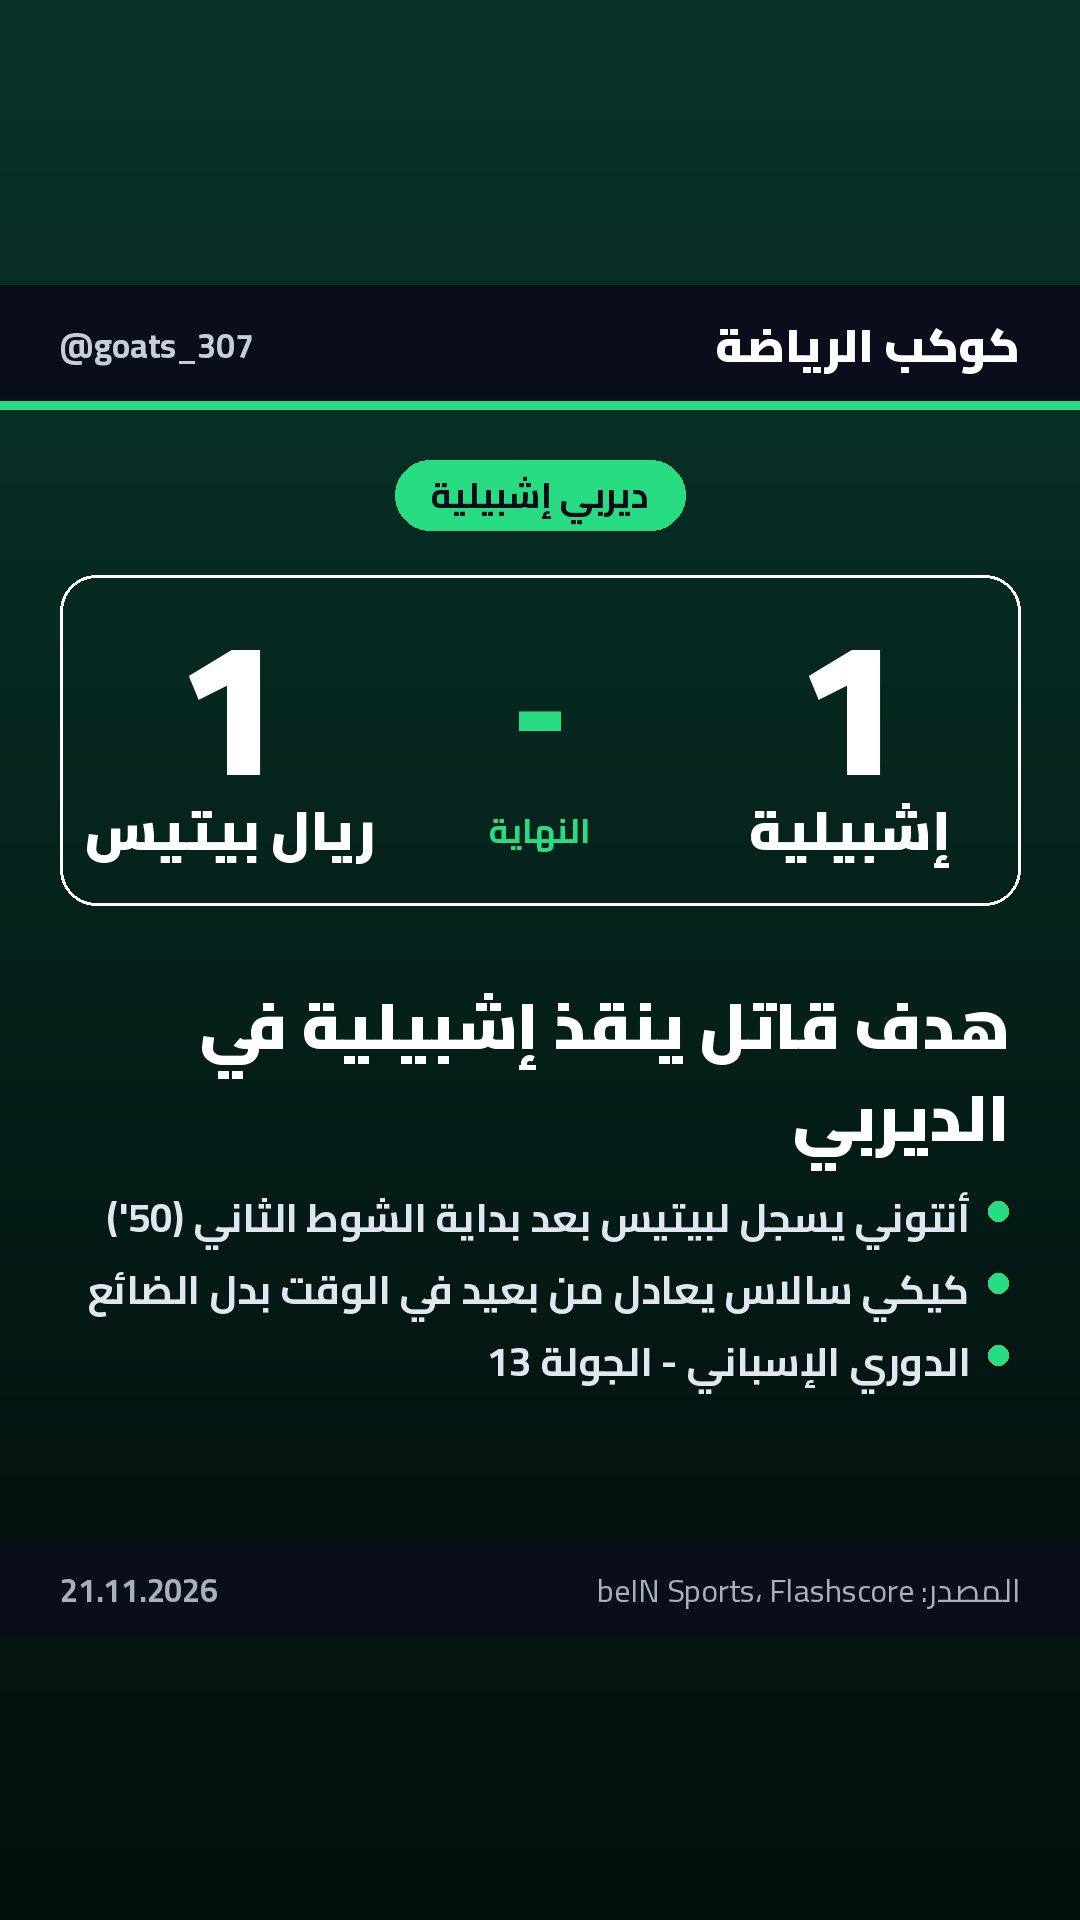 كوكب الرياضة
@goats_307
ديربي إشبيلية
1 - 1
إشبيلية النهاية ريال بيتيس
هدف قاتل ينقذ إشبيلية في
الديربي
أنتوني يسجل لبيتيس بعد بداية الشوط الثاني (50')
كيكي سالاس يعادل من بعيد في الوقت بدل الضائع
الدوري الإسباني - الجولة 13
المصدر: beIN Sports، Flashscore
21.11.2026